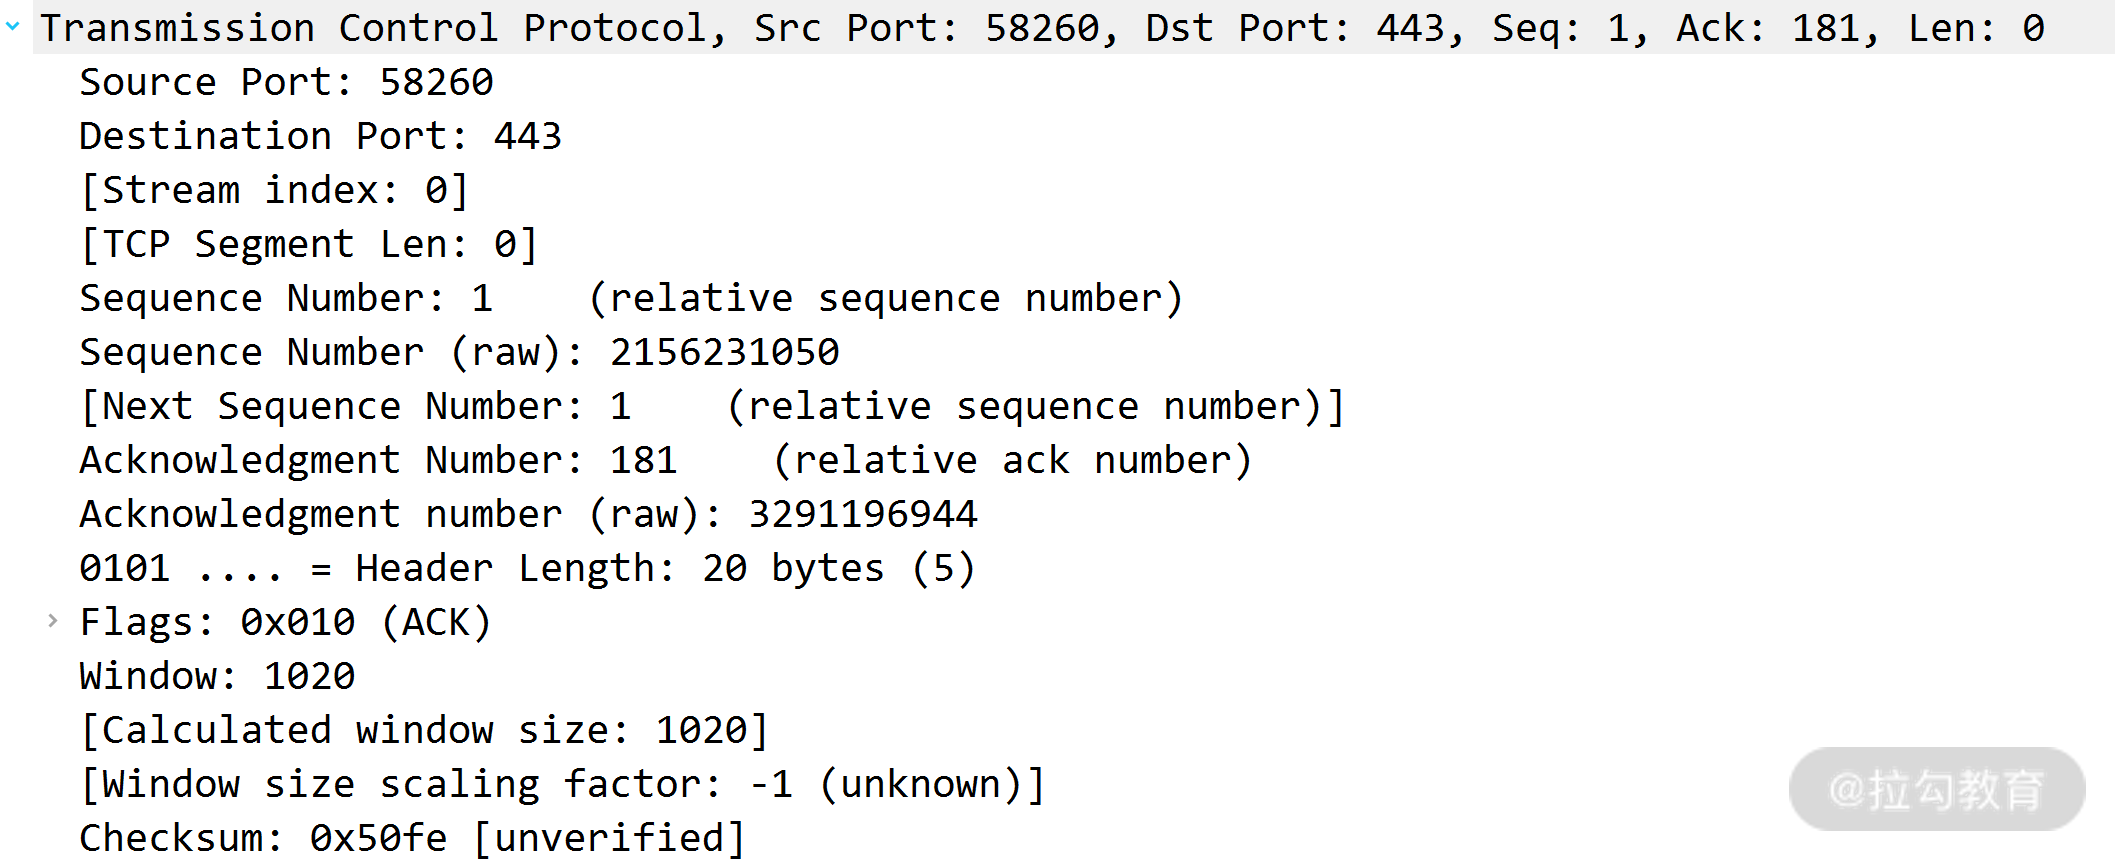 Transmission Control Protocol, Src Port: 58260, Dst Port: 443, Seq: 1, Ack: 181, Len: 0
Source Port: 58260
Destination Port: 443
[Stream index: 0]
[TCP Segment Len: 0]
Sequence Number: 1    (relative sequence number)
Sequence Number (raw): 2156231050
[Next Sequence Number: 1    (relative sequence number)]
Acknowledgment Number: 181    (relative ack number)
Acknowledgment number (raw): 3291196944
0101 .... = Header Length: 20 bytes (5)
Flags: 0x010 (ACK)
Window: 1020
[Calculated window size: 1020]
[Window size scaling factor: -1 (unknown)]
Checksum: 0x50fe [unverified]
@拉勾教育